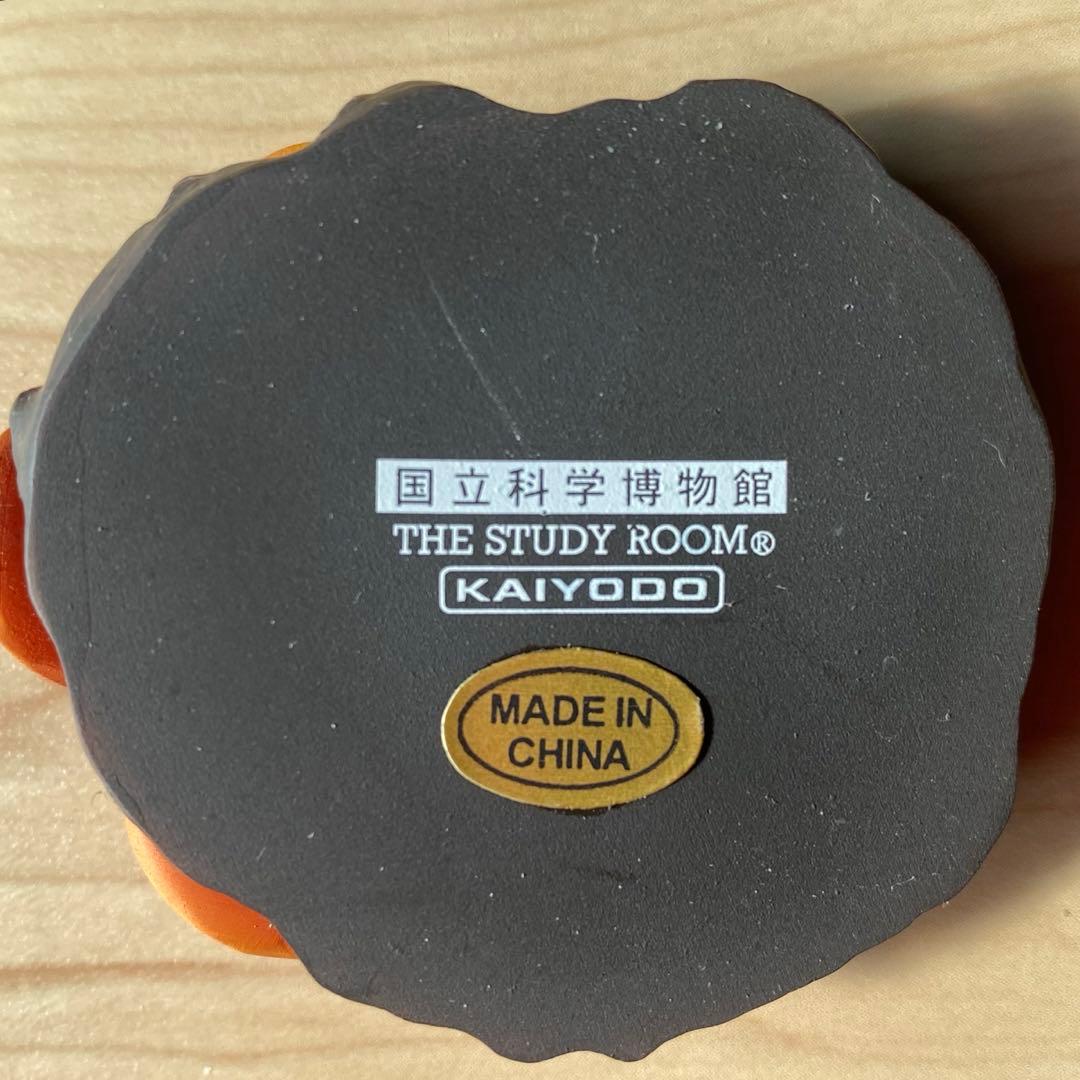 国立科学博物館
THE STUDY ROOM®
KAIYODO
MADE IN
CHINA